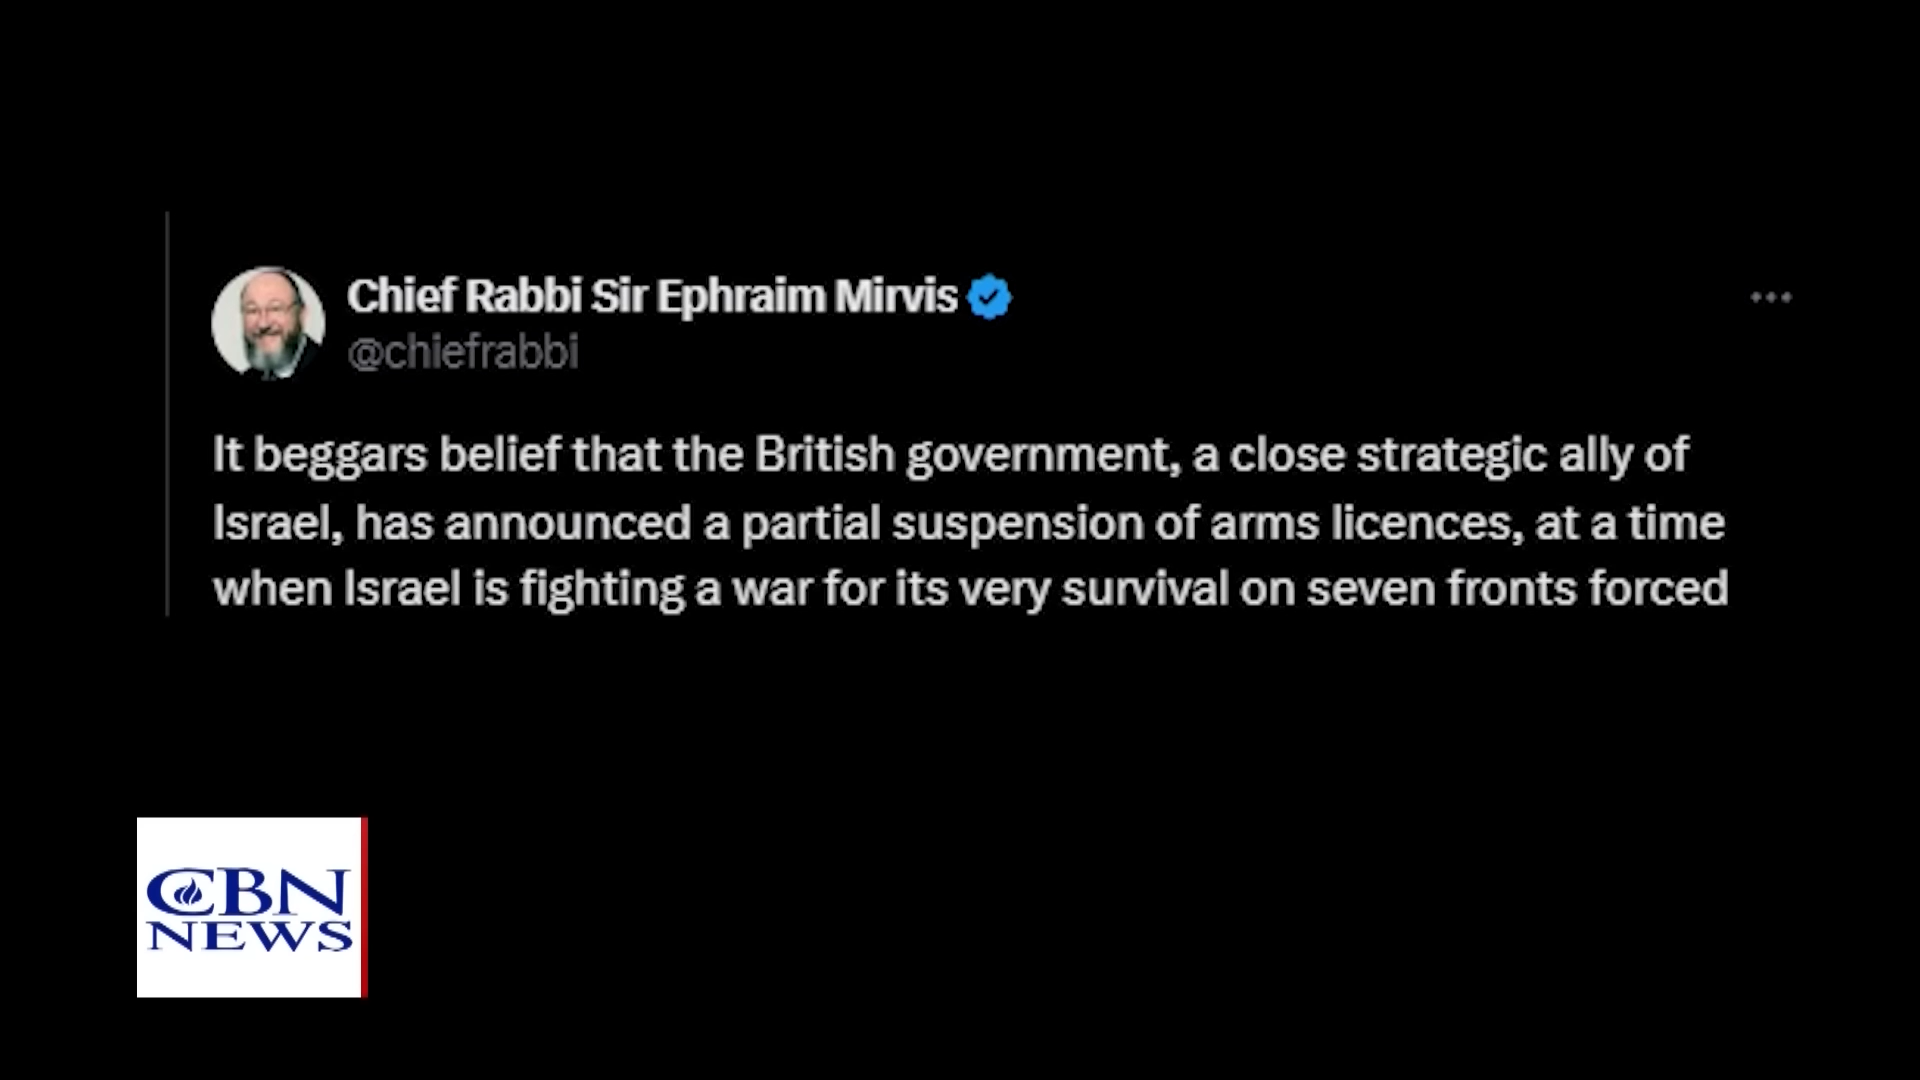 Chief Rabbi Sir Ephraim Mirvis
@chiefrabbi
It beggars belief that the British government, a close strategic ally of
Israel, has announced a partial suspension of arms licences, at a time
when Israel is fighting a war for its very survival on seven fronts forced
CBN
NEWS